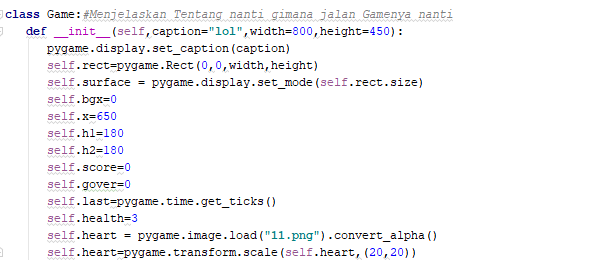 class Game:#Menjelaskan Tentang nanti gimana jalan Gamenya nanti
def __init__(self,caption="lol",width=800,height=450):
pygame.display.set_caption(caption)
self.rect=pygame.Rect(0,0,width,height)
self.surface = pygame.display.set_mode(self.rect.size)
self.bgx=0
self.x=650
self.h1=180
self.h2=180
self.score=0
self.gover=0
self.last=pygame.time.get_ticks()
self.health=3
self.heart = pygame.image.load("11.png").convert_alpha()
self.heart=pygame.transform.scale(self.heart,(20,20))